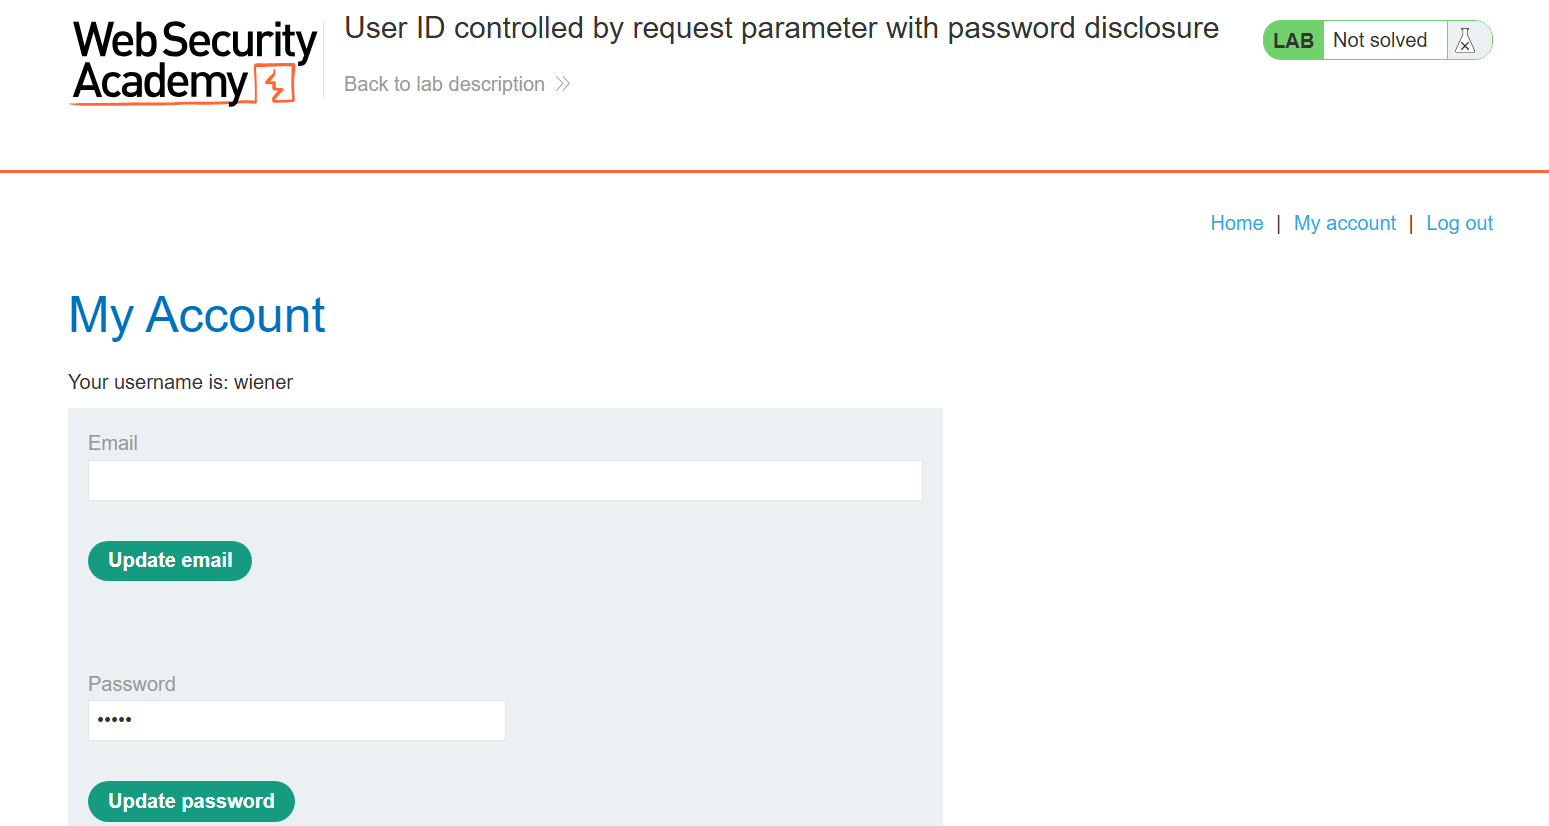 Web Security
Academy
User ID controlled by request parameter with password disclosure
Back to lab description
LAB
Not solved
Home | My account | Log out
My Account
Your username is: wiener
Email
Update email
Password
•••••
Update password